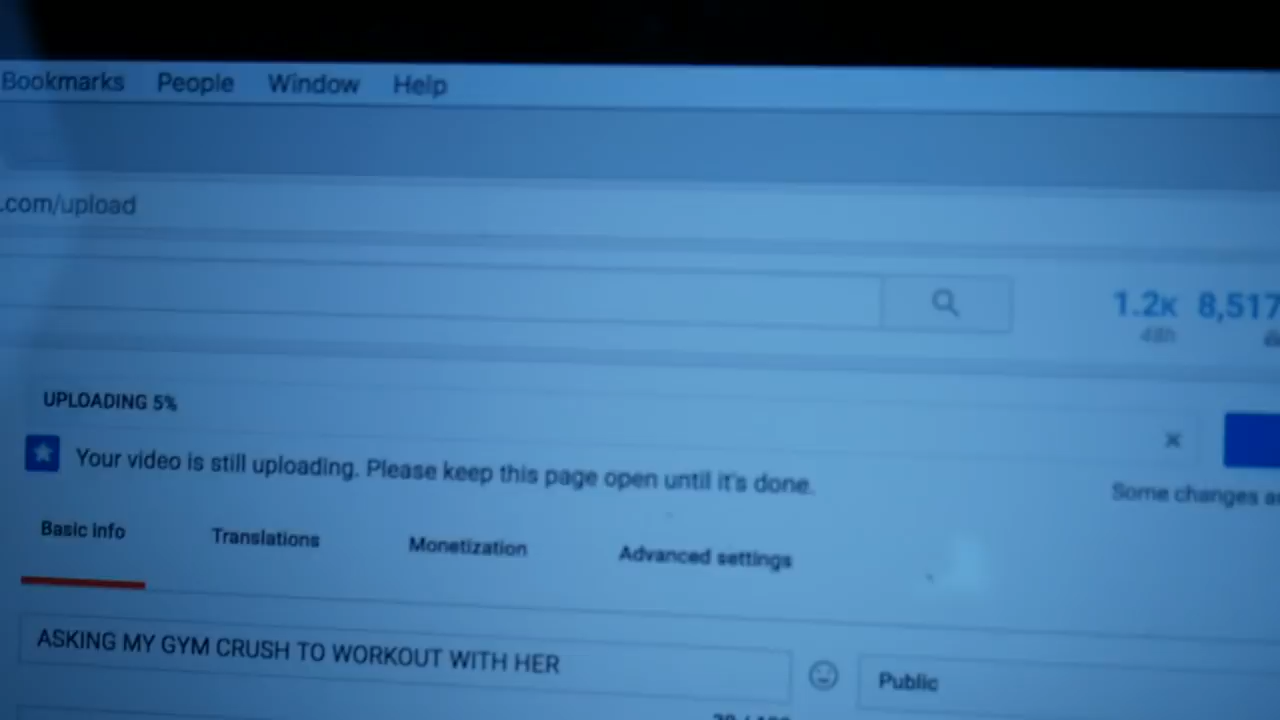 Bookmarks People Window Help
.com/upload
1.2K 8,517
48h
UPLOADING 5%
Your video is still uploading. Please keep this page open until it's done.
Some changes
Basic info Translations Monetization Advanced settings
ASKING MY GYM CRUSH TO WORKOUT WITH HER
Public